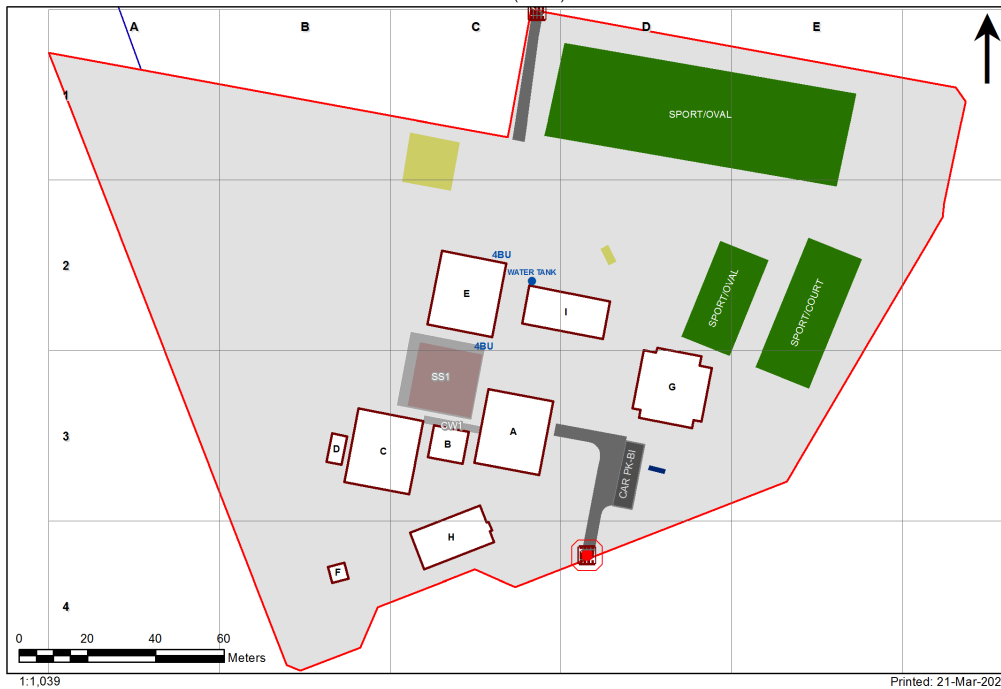 A B C D E
1
SPORT/OVAL
2
4BU
WATER TANK
E
I
SPORT/OVAL
SPORT/COURT
4BU
SS1
G
3
CW1
A
B
C
D
CAR PK-BI
H
F
4
0 20 40 60
Meters
1:1,039
Printed: 21-Mar-202